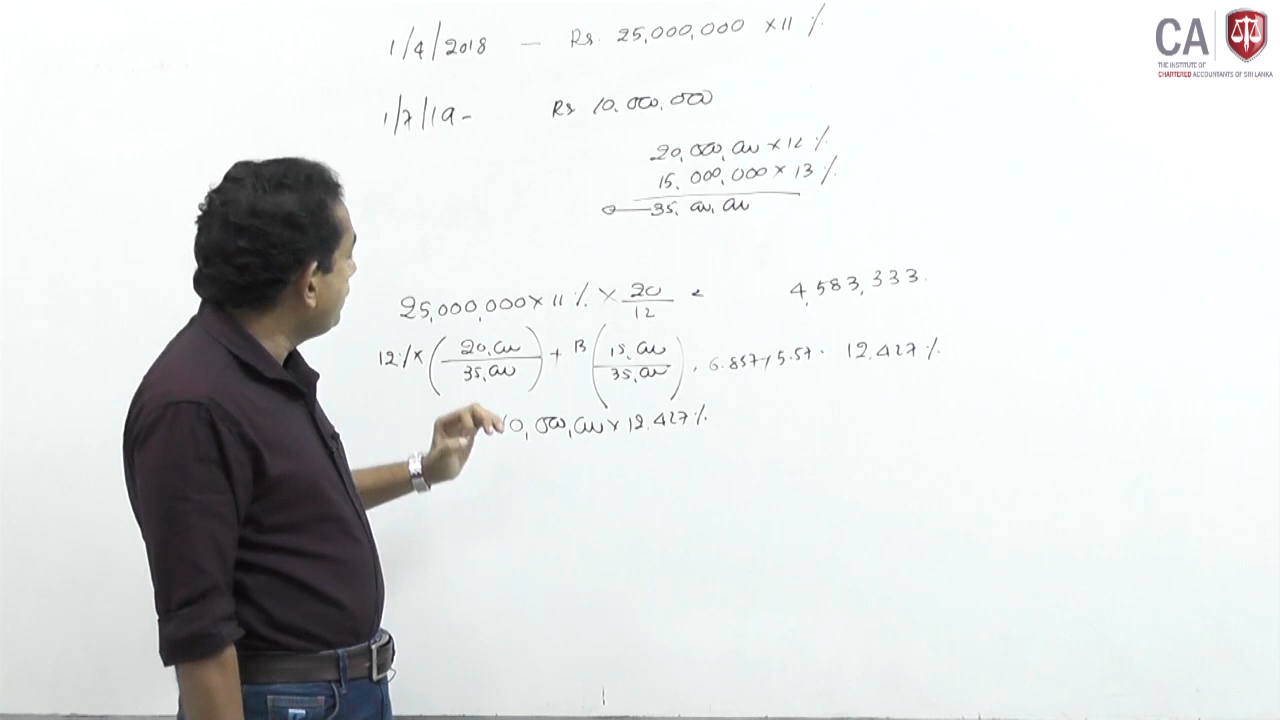 1/4/2018 — Rs. 25,000,000 x 11 %
1/7/19 - Rs 10.000,000
20,000,000 x 12 %
15,000,000 x 13 %
35,000,000
25,000,000 x 11 % x 20/12 = 4,583,333.
12% x (20,000/35,000) + 13 (15,000/35,000) , 6.857 + 5.57 . 12.427 %
10,000,000 x 12.427 %
CA
THE INSTITUTE OF
CHARTERED ACCOUNTANTS OF SRI LANKA